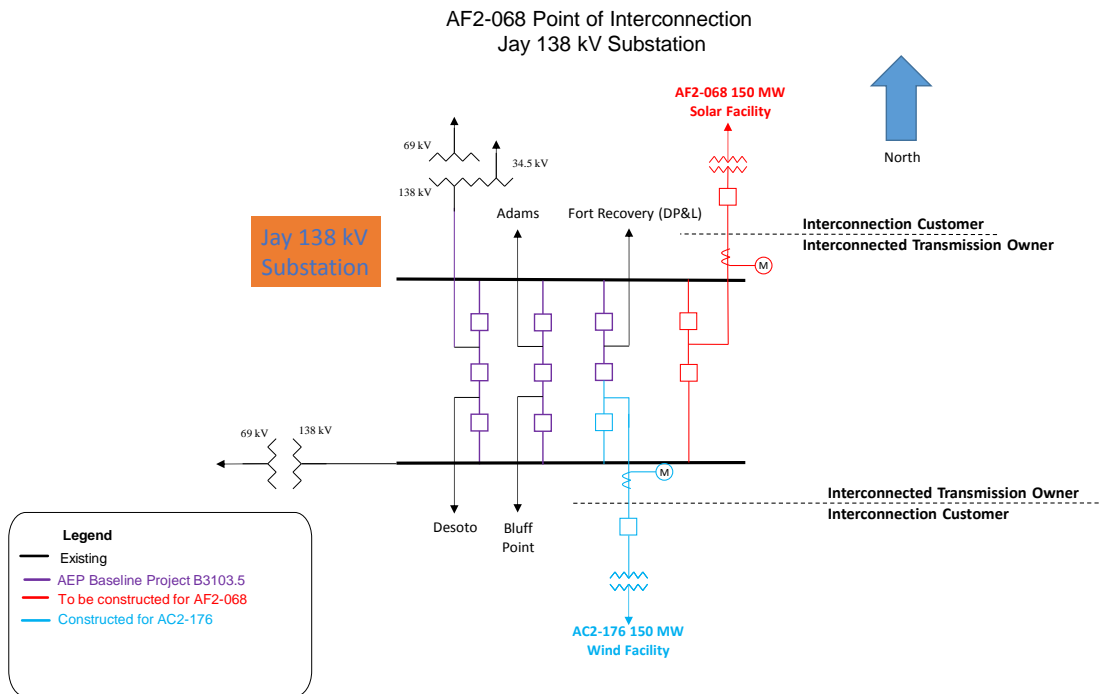 AF2-068 Point of Interconnection
Jay 138 kV Substation
AF2-068 150 MW
Solar Facility
North
69 kV
34.5 kV
138 kV
Adams
Fort Recovery (DP&L)
Interconnection Customer
Interconnected Transmission Owner
Jay 138 kV
Substation
M
69 kV
138 kV
M
Interconnected Transmission Owner
Interconnection Customer
Desoto
Bluff
Point
Legend
Existing
AEP Baseline Project B3103.5
To be constructed for AF2-068
Constructed for AC2-176
AC2-176 150 MW
Wind Facility